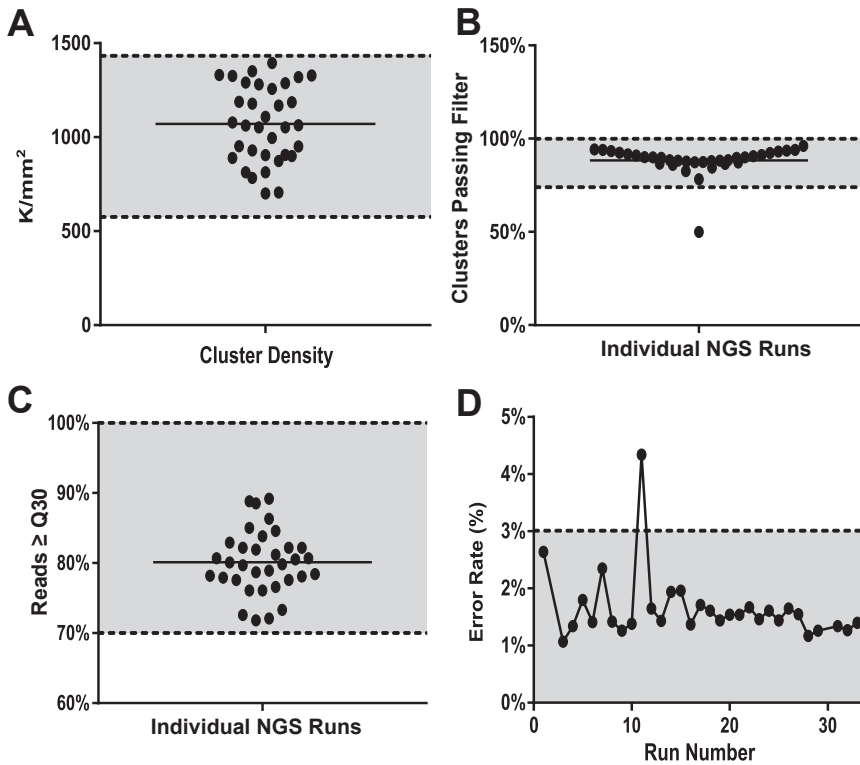 A
1500
1000
500
0
K/mm²
Cluster Density
B
150%
100%
50%
0%
Clusters Passing Filter
Individual NGS Runs
C
100%
90%
80%
70%
60%
Reads ≥ Q30
Individual NGS Runs
D
5%
4%
3%
2%
1%
0%
Error Rate (%)
0 10 20 30
Run Number